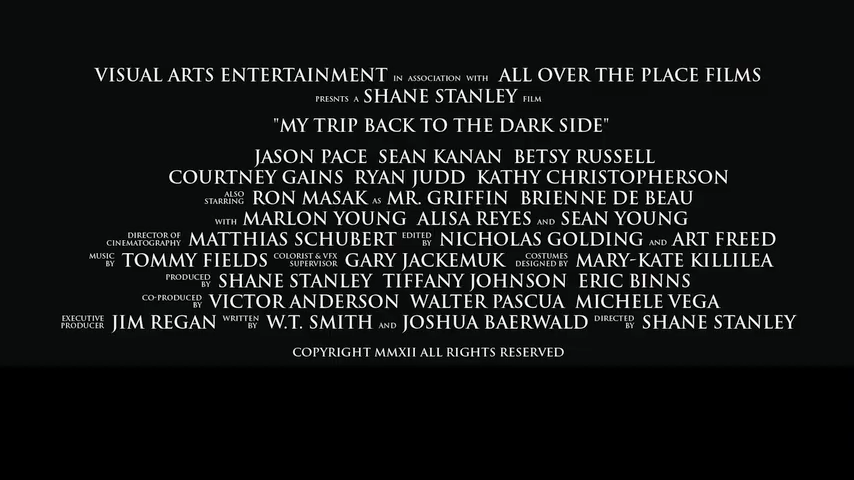 VISUAL ARTS ENTERTAINMENT IN ASSOCIATION WITH ALL OVER THE PLACE FILMS
PRESNTS A SHANE STANLEY FILM
"MY TRIP BACK TO THE DARK SIDE"
JASON PACE SEAN KANAN BETSY RUSSELL
COURTNEY GAINS RYAN JUDD KATHY CHRISTOPHERSON
ALSO STARRING RON MASAK AS MR. GRIFFIN BRIENNE DE BEAU
WITH MARLON YOUNG ALISA REYES AND SEAN YOUNG
DIRECTOR OF CINEMATOGRAPHY MATTHIAS SCHUBERT EDITED BY NICHOLAS GOLDING AND ART FREED
MUSIC BY TOMMY FIELDS COLORIST & VFX SUPERVISOR GARY JACKEMUK COSTUMES DESIGNED BY MARY-KATE KILLILEA
PRODUCED BY SHANE STANLEY TIFFANY JOHNSON ERIC BINNS
CO-PRODUCED BY VICTOR ANDERSON WALTER PASCUA MICHELE VEGA
EXECUTIVE PRODUCER JIM REGAN WRITTEN BY W.T. SMITH AND JOSHUA BAERWALD DIRECTED BY SHANE STANLEY
COPYRIGHT MMXII ALL RIGHTS RESERVED